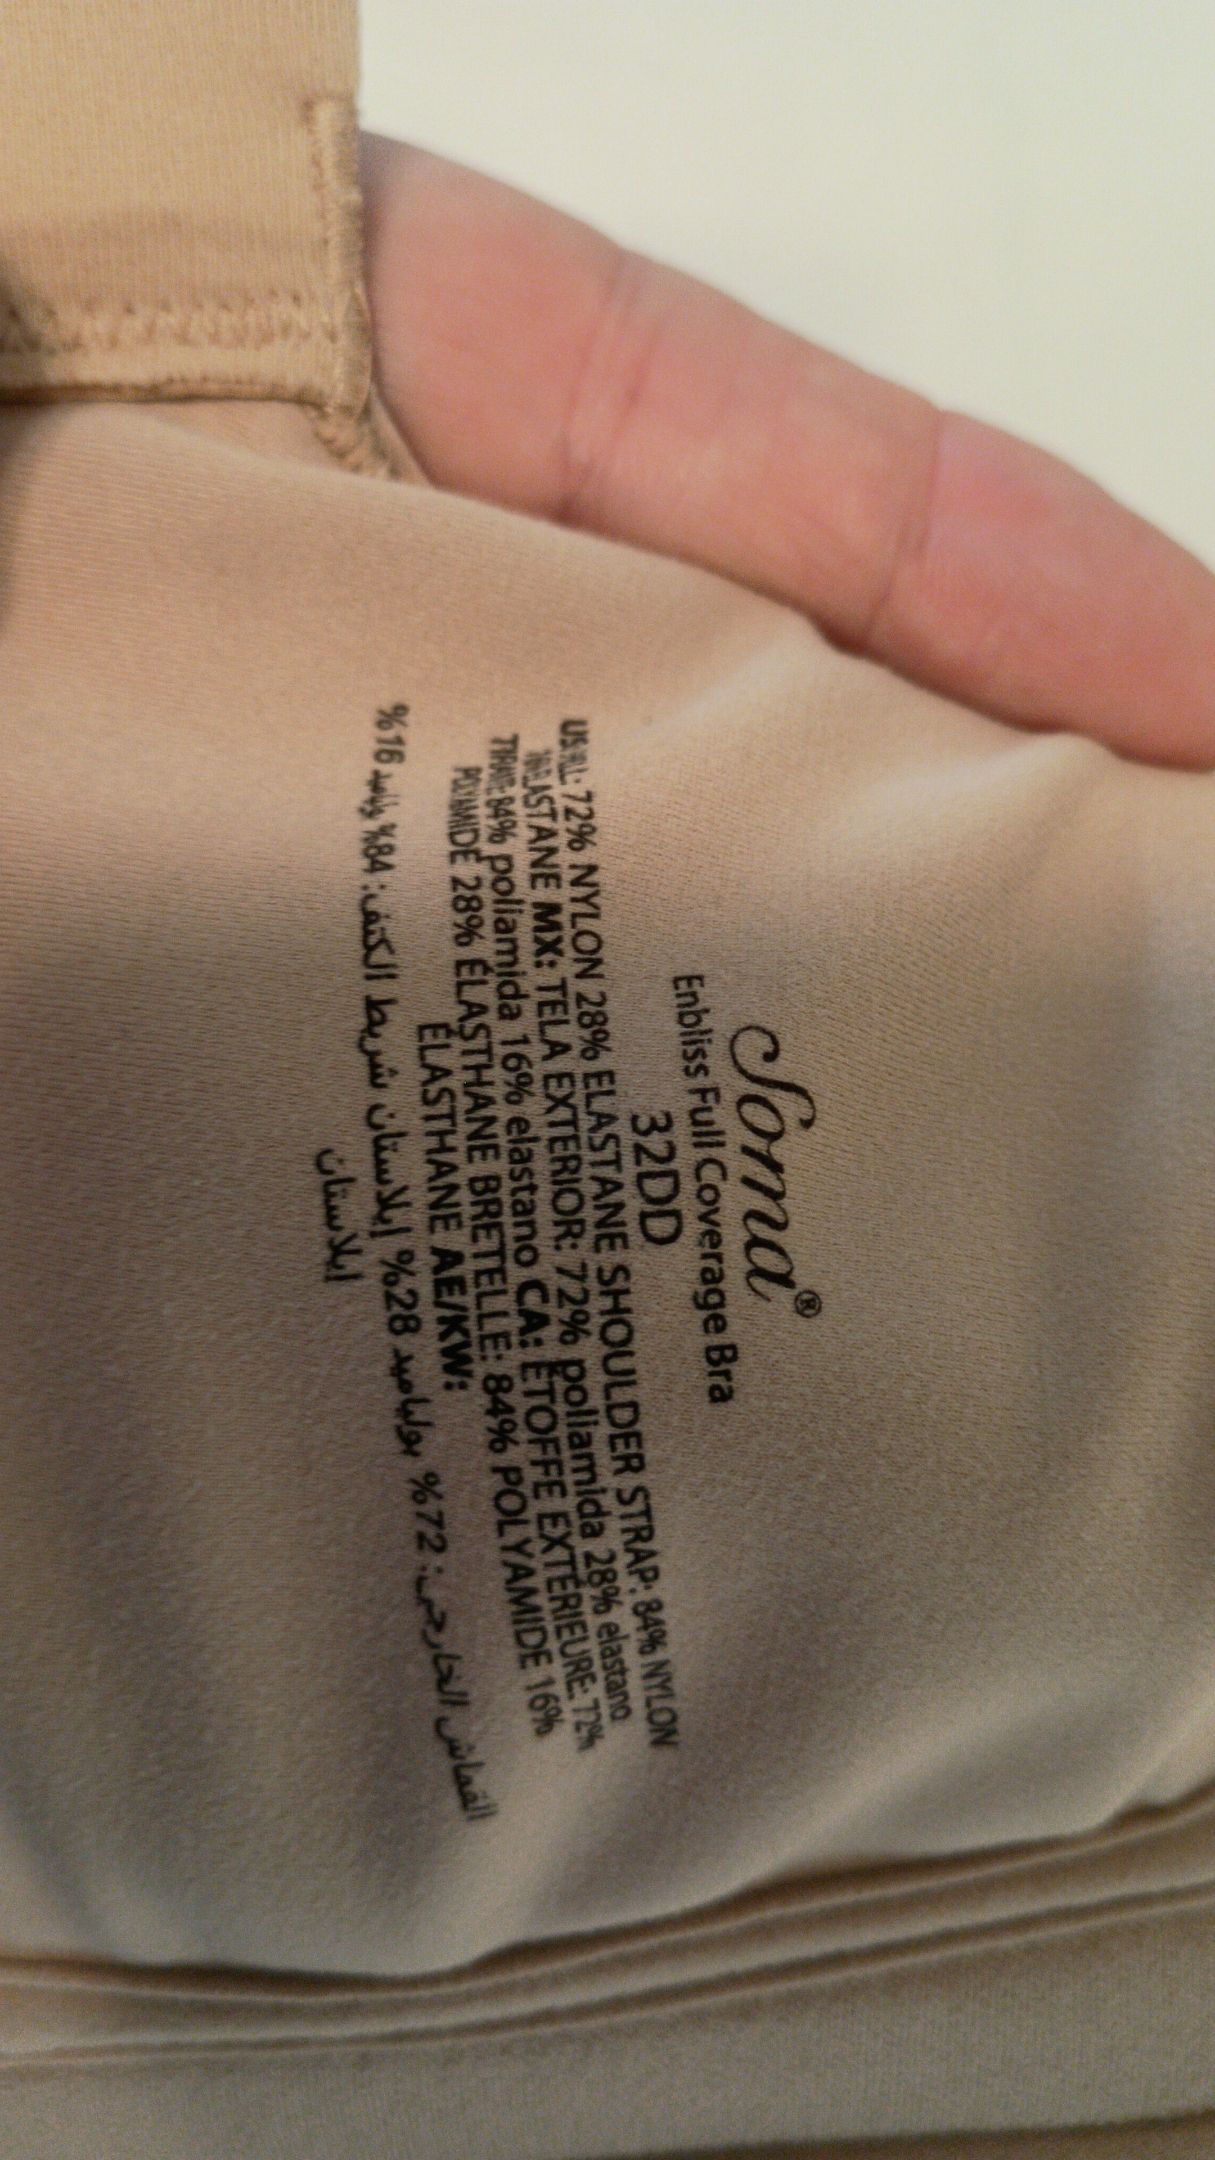 Soma®
Enbliss Full Coverage Bra
32DD
72% NYLON 28% ELASTANE SHOULDER STRAP: 84% NYLON
16% ELASTANE MX: TELA EXTERIOR: 72% poliamida 28% elastano
TIRANTE: 84% poliamida 16% elastano CA: ÉTOFFE EXTÉRIEURE: 72%
POLYAMIDE 28% ÉLASTHANE BRETELLE: 84% POLYAMIDE 16%
ÉLASTHANE AE/KW:
القماش الخارجي: 72% بولياميد 28% إيلاستان شريط الكتف: 84% بولياميد 16%
إيلاستان